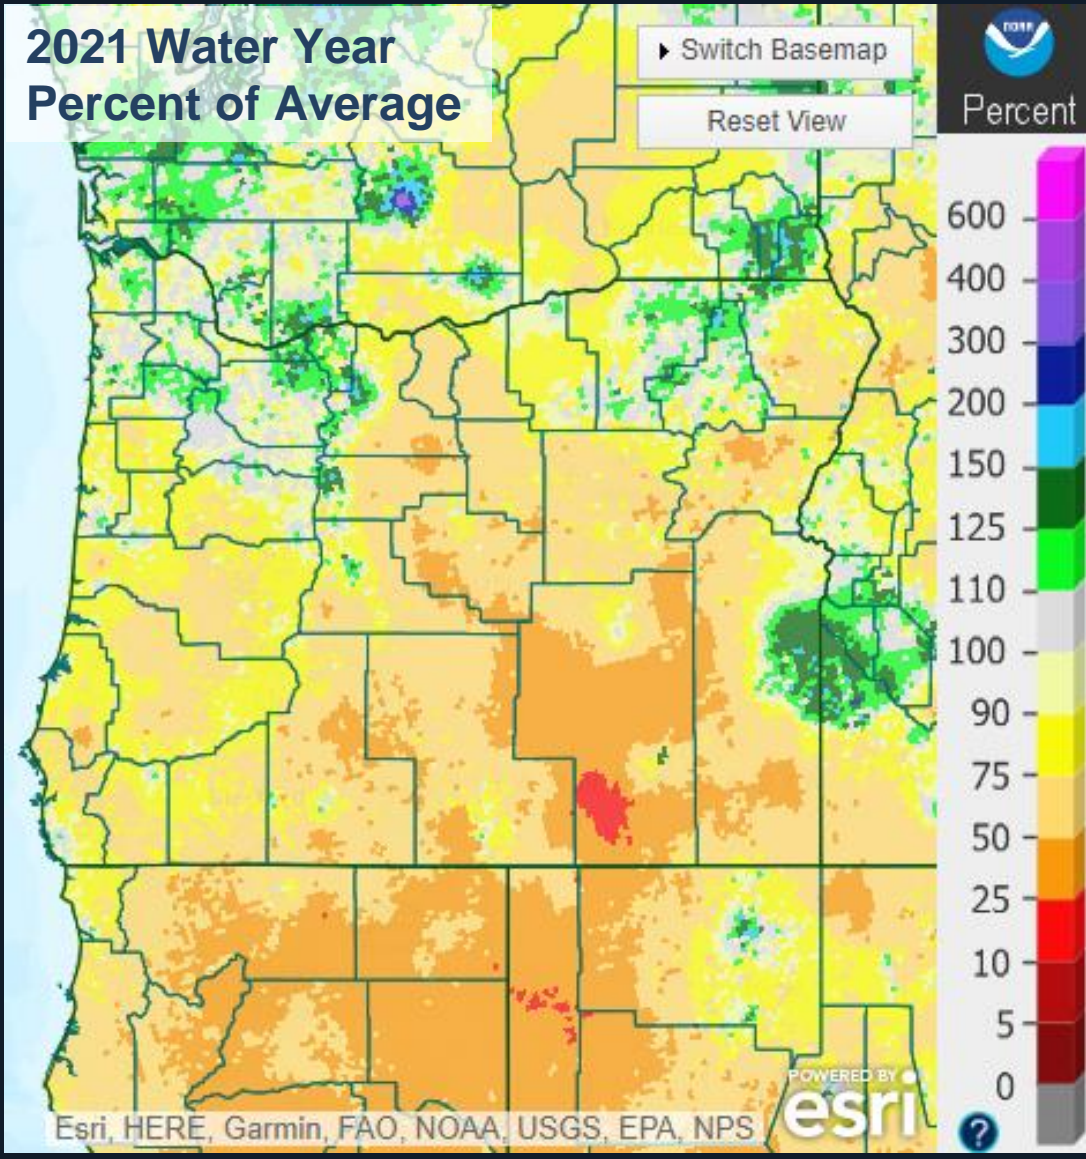 2021 Water Year
Percent of Average
Switch Basemap
Reset View
NOAA
Percent
600
400
300
200
150
125
110
100
90
75
50
25
10
5
0
POWERED BY
esri
Esri, HERE, Garmin, FAO, NOAA, USGS, EPA, NPS
?